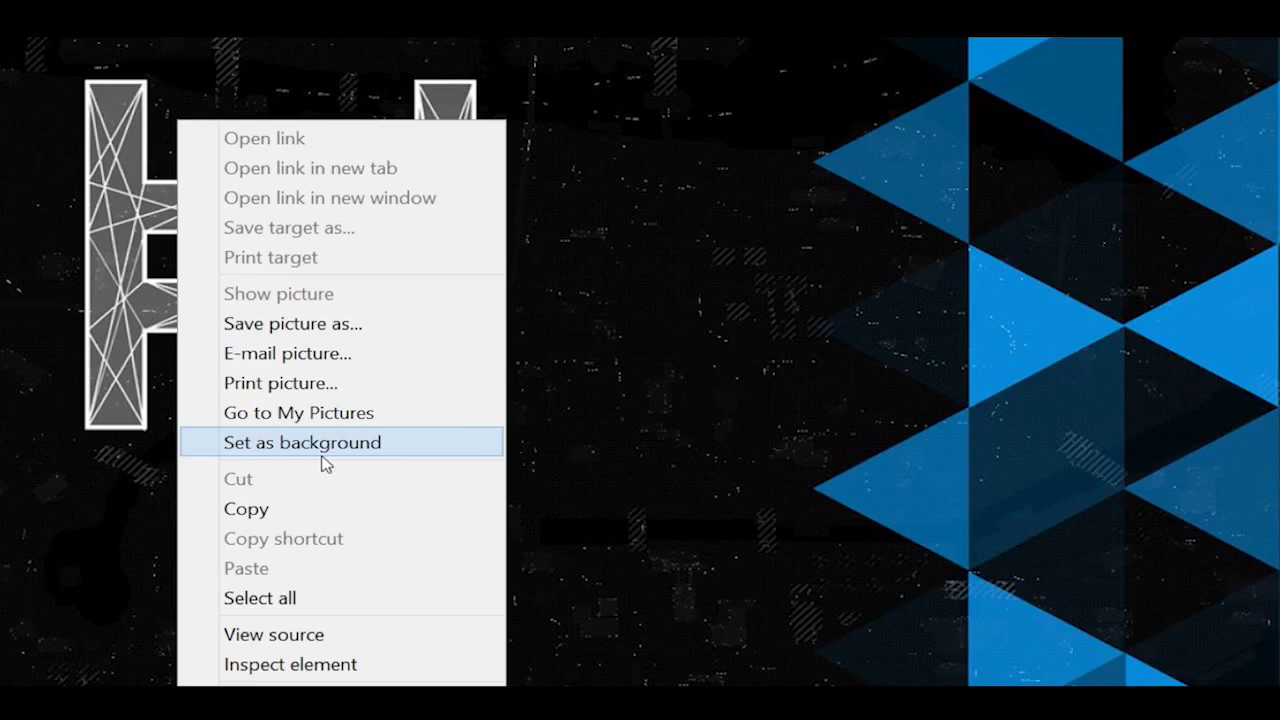 Open link
Open link in new tab
Open link in new window
Save target as...
Print target
Show picture
Save picture as...
E-mail picture...
Print picture...
Go to My Pictures
Set as background
Cut
Copy
Copy shortcut
Paste
Select all
View source
Inspect element